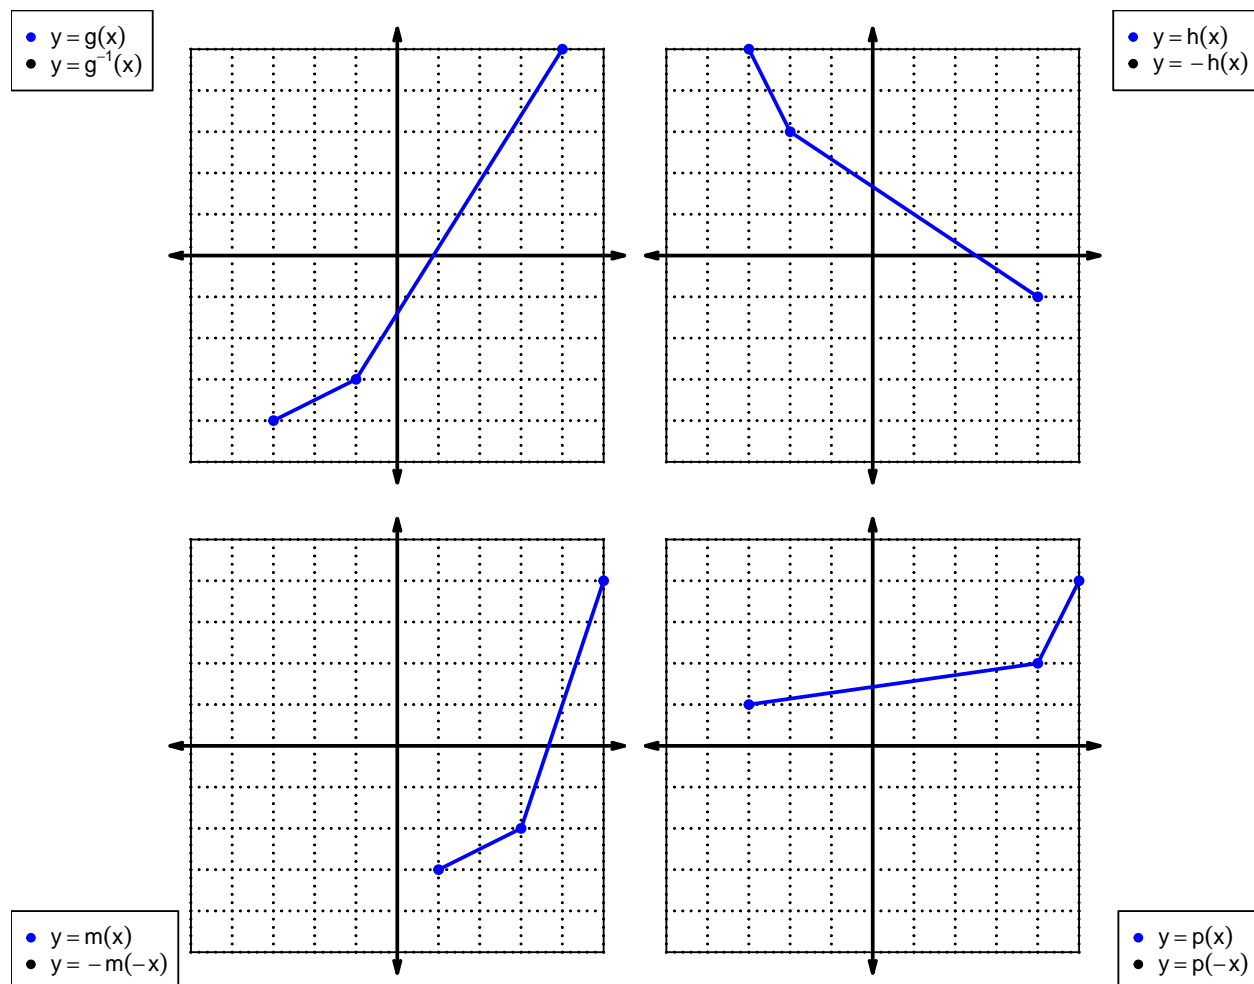 y = g(x)
y = g⁻¹(x)
y = h(x)
y = −h(x)
y = m(x)
y = −m(−x)
y = p(x)
y = p(−x)